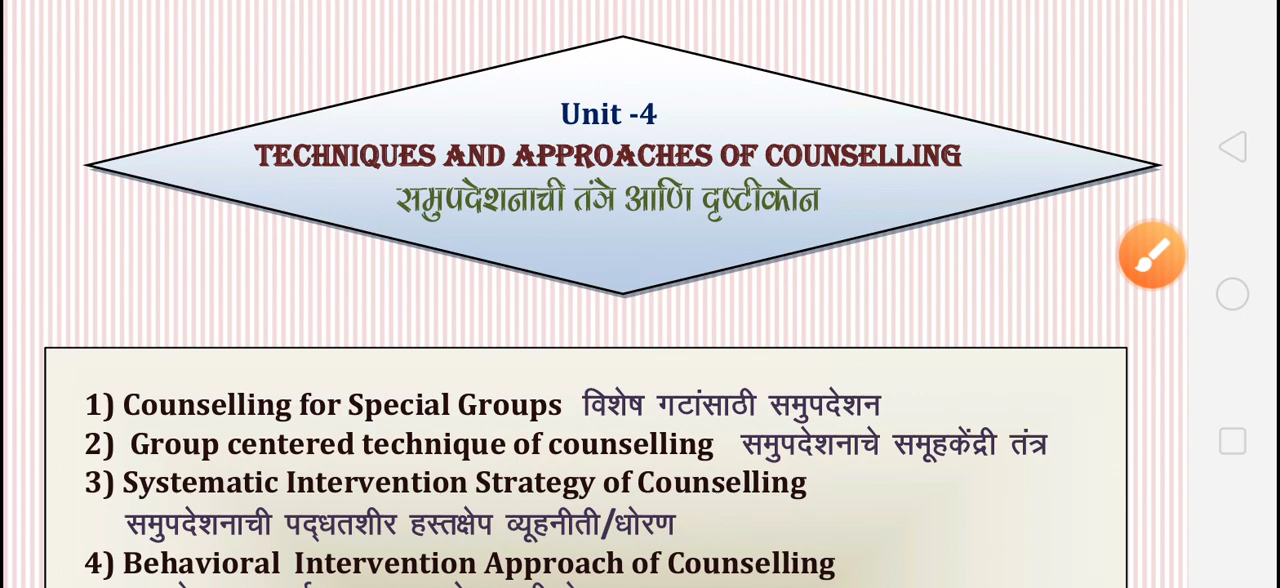 Unit -4
TECHNIQUES AND APPROACHES OF COUNSELLING
समुपदेशनाची तंत्रे आणि दृष्टीकोन
1) Counselling for Special Groups विशेष गटांसाठी समुपदेशन
2) Group centered technique of counselling समुपदेशनाचे समूहकेंद्री तंत्र
3) Systematic Intervention Strategy of Counselling
समुपदेशनाची पद्धतशीर हस्तक्षेप व्यूहनीती/धोरण
4) Behavioral Intervention Approach of Counselling